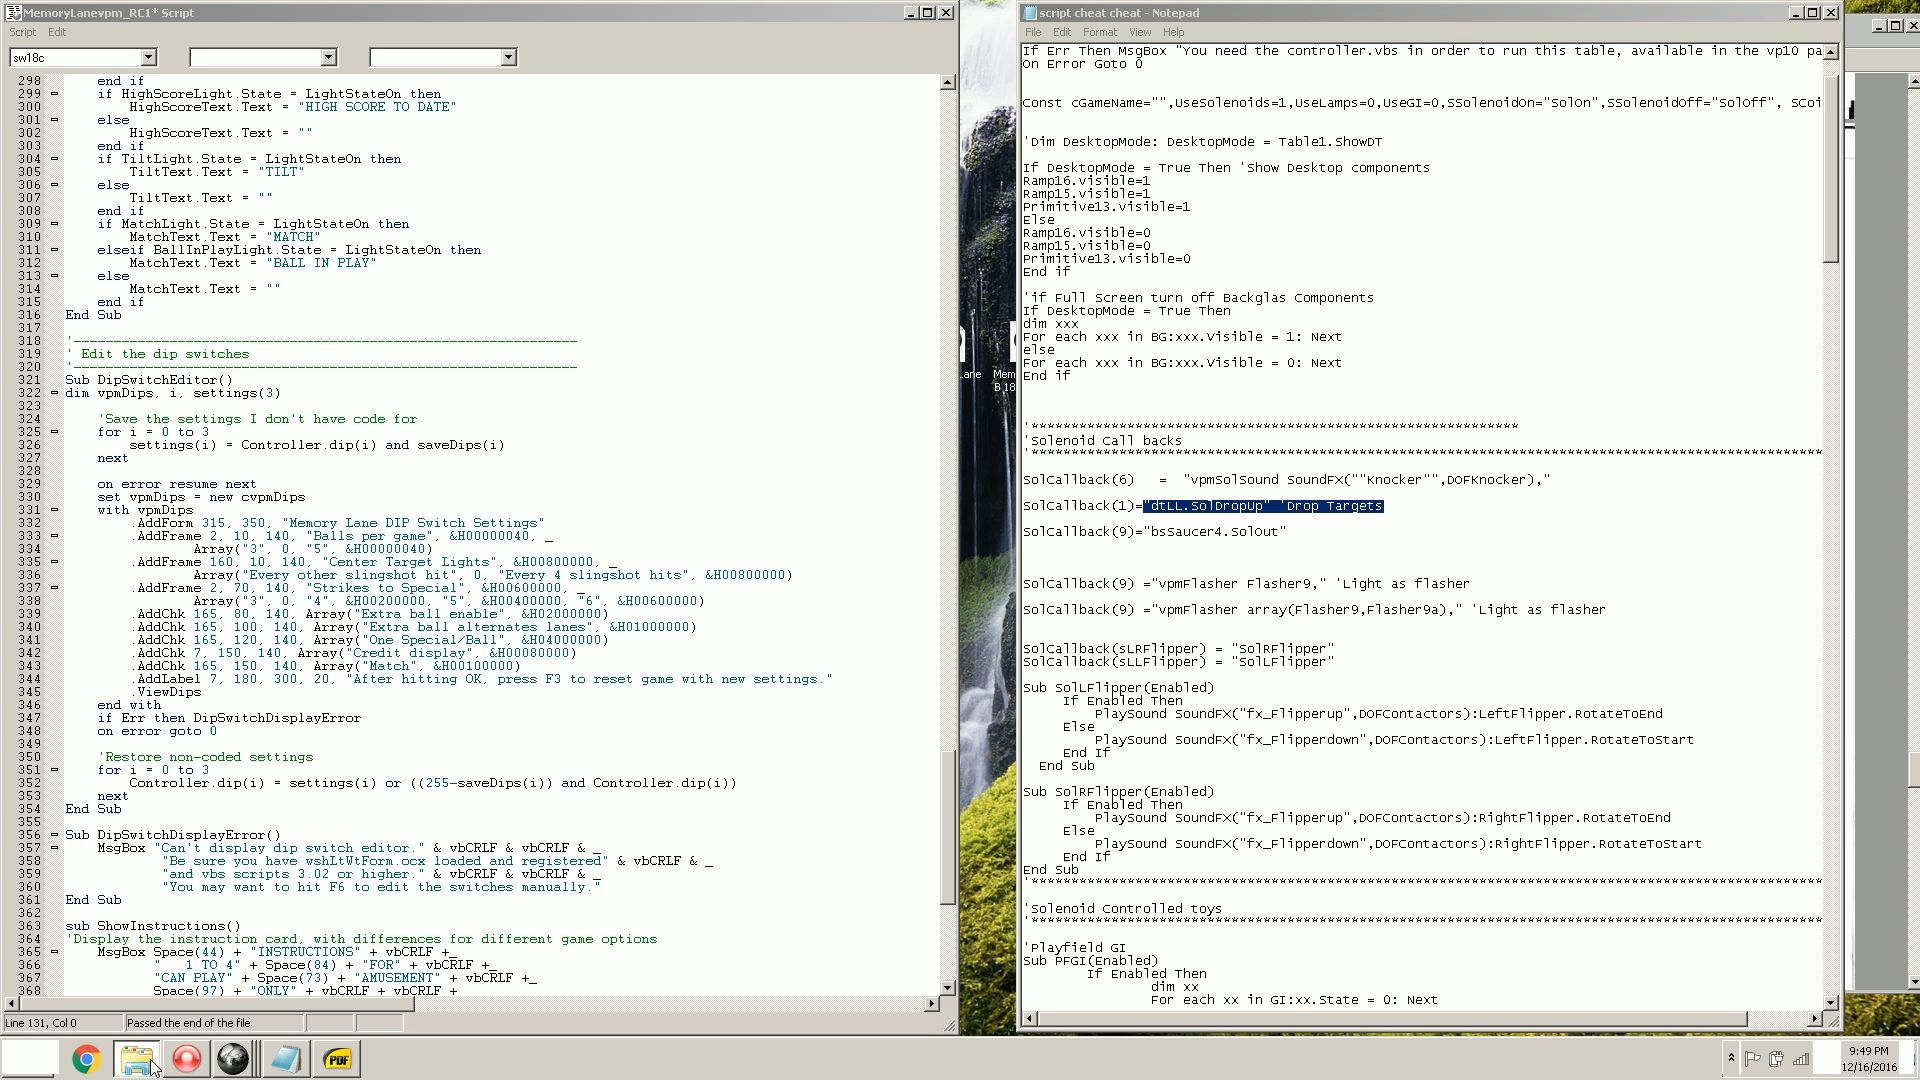 MemoryLanevpm_RC1* Script
Script Edit
sw18c
298 end if
299 if HighScoreLight.State = LightStateOn then
300 HighScoreText.Text = "HIGH SCORE TO DATE"
301 else
302 HighScoreText.Text = ""
303 end if
304 if TiltLight.State = LightStateOn then
305 TiltText.Text = "TILT"
306 else
307 TiltText.Text = ""
308 end if
309 if MatchLight.State = LightStateOn then
310 MatchText.Text = "MATCH"
311 elseif BallInPlayLight.State = LightStateOn then
312 MatchText.Text = "BALL IN PLAY"
313 else
314 MatchText.Text = ""
315 end if
316 End Sub
317
318 '--------------------------------------------------------------
319 ' Edit the dip switches
320 '--------------------------------------------------------------
321 Sub DipSwitchEditor()
322 dim vpmDips, i, settings(3)
323
324 'Save the settings I don't have code for
325 for i = 0 to 3
326 settings(i) = Controller.dip(i) and saveDips(i)
327 next
328
329 on error resume next
330 set vpmDips = new cvpmDips
331 with vpmDips
332 .AddForm 315, 350, "Memory Lane DIP Switch Settings"
333 .AddFrame 2, 10, 140, "Balls per game", &H00000040, _
334 Array("3", 0, "5", &H00000040)
335 .AddFrame 160, 10, 140, "Center Target Lights", &H00800000, _
336 Array("Every other slingshot hit", 0, "Every 4 slingshot hits", &H00800000)
337 .AddFrame 2, 70, 140, "Strikes to Special", &H00600000, _
338 Array("3", 0, "4", &H00200000, "5", &H00400000, "6", &H00600000)
339 .AddChk 165, 80, 140, Array("Extra ball enable", &H02000000)
340 .AddChk 165, 100, 140, Array("Extra ball alternates lanes", &H01000000)
341 .AddChk 165, 120, 140, Array("One Special/Ball", &H04000000)
342 .AddChk 7, 150, 140, Array("Credit display", &H00080000)
343 .AddChk 165, 150, 140, Array("Match", &H00100000)
344 .AddLabel 7, 180, 300, 20, "After hitting OK, press F3 to reset game with new settings."
345 .ViewDips
346 end with
347 if Err then DipSwitchDisplayError
348 on error goto 0
349
350 'Restore non-coded settings
351 for i = 0 to 3
352 Controller.dip(i) = settings(i) or ((255-saveDips(i)) and Controller.dip(i))
353 next
354 End Sub
355
356 Sub DipSwitchDisplayError()
357 MsgBox "Can't display dip switch editor." & vbCRLF & vbCRLF & _
358 "Be sure you have wshLtWtForm.ocx loaded and registered" & vbCRLF & _
359 "and vbs scripts 3.02 or higher." & vbCRLF & vbCRLF & _
360 "You may want to hit F6 to edit the switches manually."
361 End Sub
362
363 sub ShowInstructions()
364 'Display the instruction card, with differences for different game options
365 MsgBox Space(44) + "INSTRUCTIONS" + vbCRLF +_
366 " 1 TO 4" + Space(84) + "FOR" + vbCRLF +_
367 "CAN PLAY" + Space(73) + "AMUSEMENT" + vbCRLF +_
368 Space(97) + "ONLY" + vbCRLF + vbCRLF +
Line 131, Col 0 Passed the end of the file
script cheat cheat - Notepad
File Edit Format View Help
If Err Then MsgBox "You need the controller.vbs in order to run this table, available in the vp10 pa
On Error Goto 0
Const cGameName="",UseSolenoids=1,UseLamps=0,UseGI=0,SSolenoidOn="SolOn",SSolenoidOff="SolOff", SCoi
'Dim DesktopMode: DesktopMode = Table1.ShowDT
If DesktopMode = True Then 'Show Desktop components
Ramp16.visible=1
Ramp15.visible=1
Primitive13.visible=1
Else
Ramp16.visible=0
Ramp15.visible=0
Primitive13.visible=0
End if
'if Full Screen turn off Backglas Components
If DesktopMode = True Then
dim xxx
For each xxx in BG:xxx.Visible = 1: Next
else
For each xxx in BG:xxx.Visible = 0: Next
End if
'*************************************************************
'Solenoid Call backs
'****************************************************************************************************
SolCallback(6) = "vpmSolSound SoundFX(""Knocker"",DOFKnocker),"
SolCallback(1)="dtLL.SolDropUp" 'Drop Targets
SolCallback(9)="bsSaucer4.SolOut"
SolCallback(9) ="vpmFlasher Flasher9," 'Light as flasher
SolCallback(9) ="vpmFlasher array(Flasher9,Flasher9a)," 'Light as flasher
SolCallback(sLRFlipper) = "SolRFlipper"
SolCallback(sLLFlipper) = "SolLFlipper"
Sub SolLFlipper(Enabled)
If Enabled Then
PlaySound SoundFX("fx_Flipperup",DOFContactors):LeftFlipper.RotateToEnd
Else
PlaySound SoundFX("fx_Flipperdown",DOFContactors):LeftFlipper.RotateToStart
End If
End Sub
Sub SolRFlipper(Enabled)
If Enabled Then
PlaySound SoundFX("fx_Flipperup",DOFContactors):RightFlipper.RotateToEnd
Else
PlaySound SoundFX("fx_Flipperdown",DOFContactors):RightFlipper.RotateToStart
End If
End Sub
'****************************************************************************************************
'Solenoid Controlled toys
'****************************************************************************************************
'Playfield GI
Sub PFGI(Enabled)
If Enabled Then
dim xx
For each xx in GI:xx.State = 0: Next
Lane Mem
B 18
PDF
9:49 PM
12/16/2016